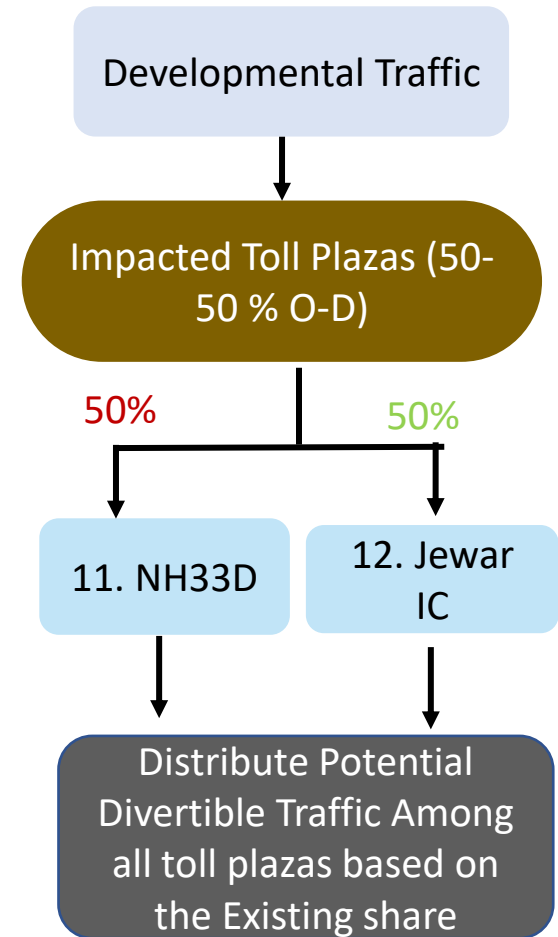 Developmental Traffic
Impacted Toll Plazas (50-
50 % O-D)
50%
50%
11. NH33D
12. Jewar
IC
Distribute Potential
Divertible Traffic Among
all toll plazas based on
the Existing share